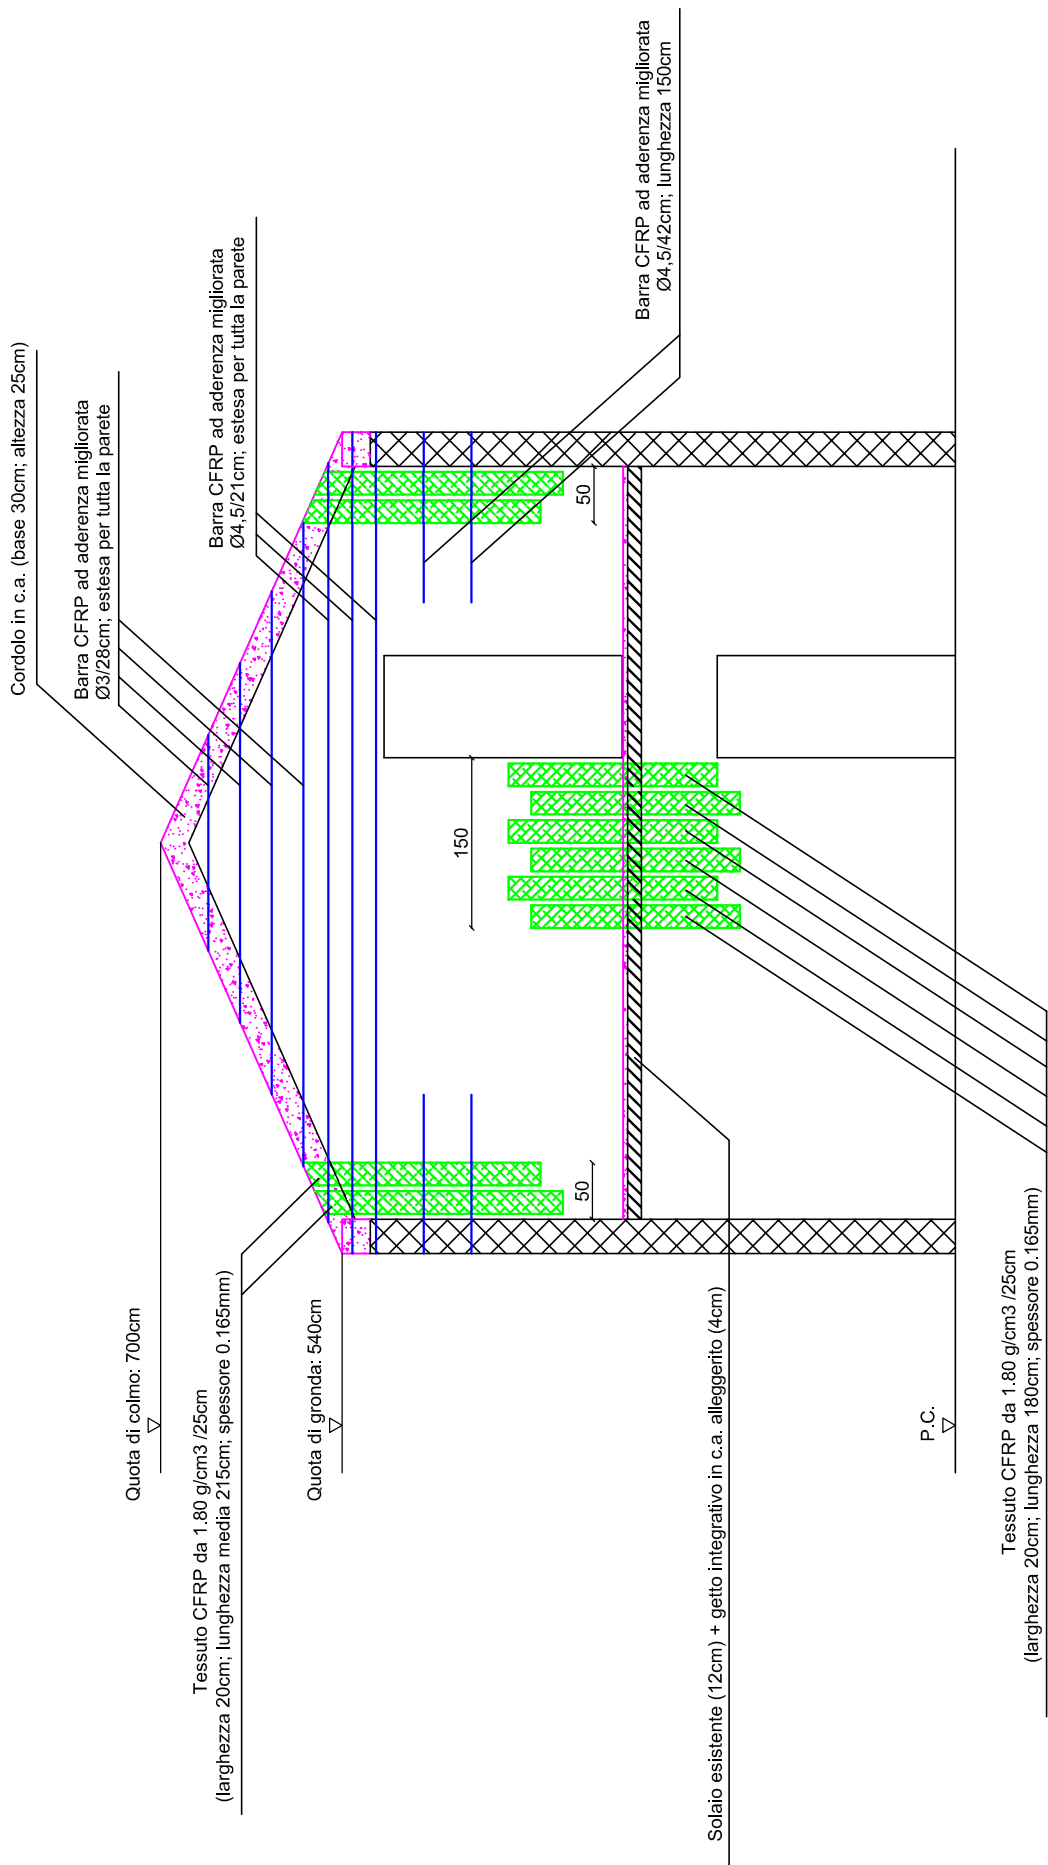 Cordolo in c.a. (base 30cm; altezza 25cm)
Barra CFRP ad aderenza migliorata
Ø3/28cm; estesa per tutta la parete
Barra CFRP ad aderenza migliorata
Ø4,5/21cm; estesa per tutta la parete
Barra CFRP ad aderenza migliorata
Ø4,5/42cm; lunghezza 150cm
50
150
50
Quota di colmo: 700cm
Tessuto CFRP da 1.80 g/cm3 /25cm
(larghezza 20cm; lunghezza media 215cm; spessore 0.165mm)
Quota di gronda: 540cm
Solaio esistente (12cm) + getto integrativo in c.a. alleggerito (4cm)
P.C.
Tessuto CFRP da 1.80 g/cm3 /25cm
(larghezza 20cm; lunghezza 180cm; spessore 0.165mm)